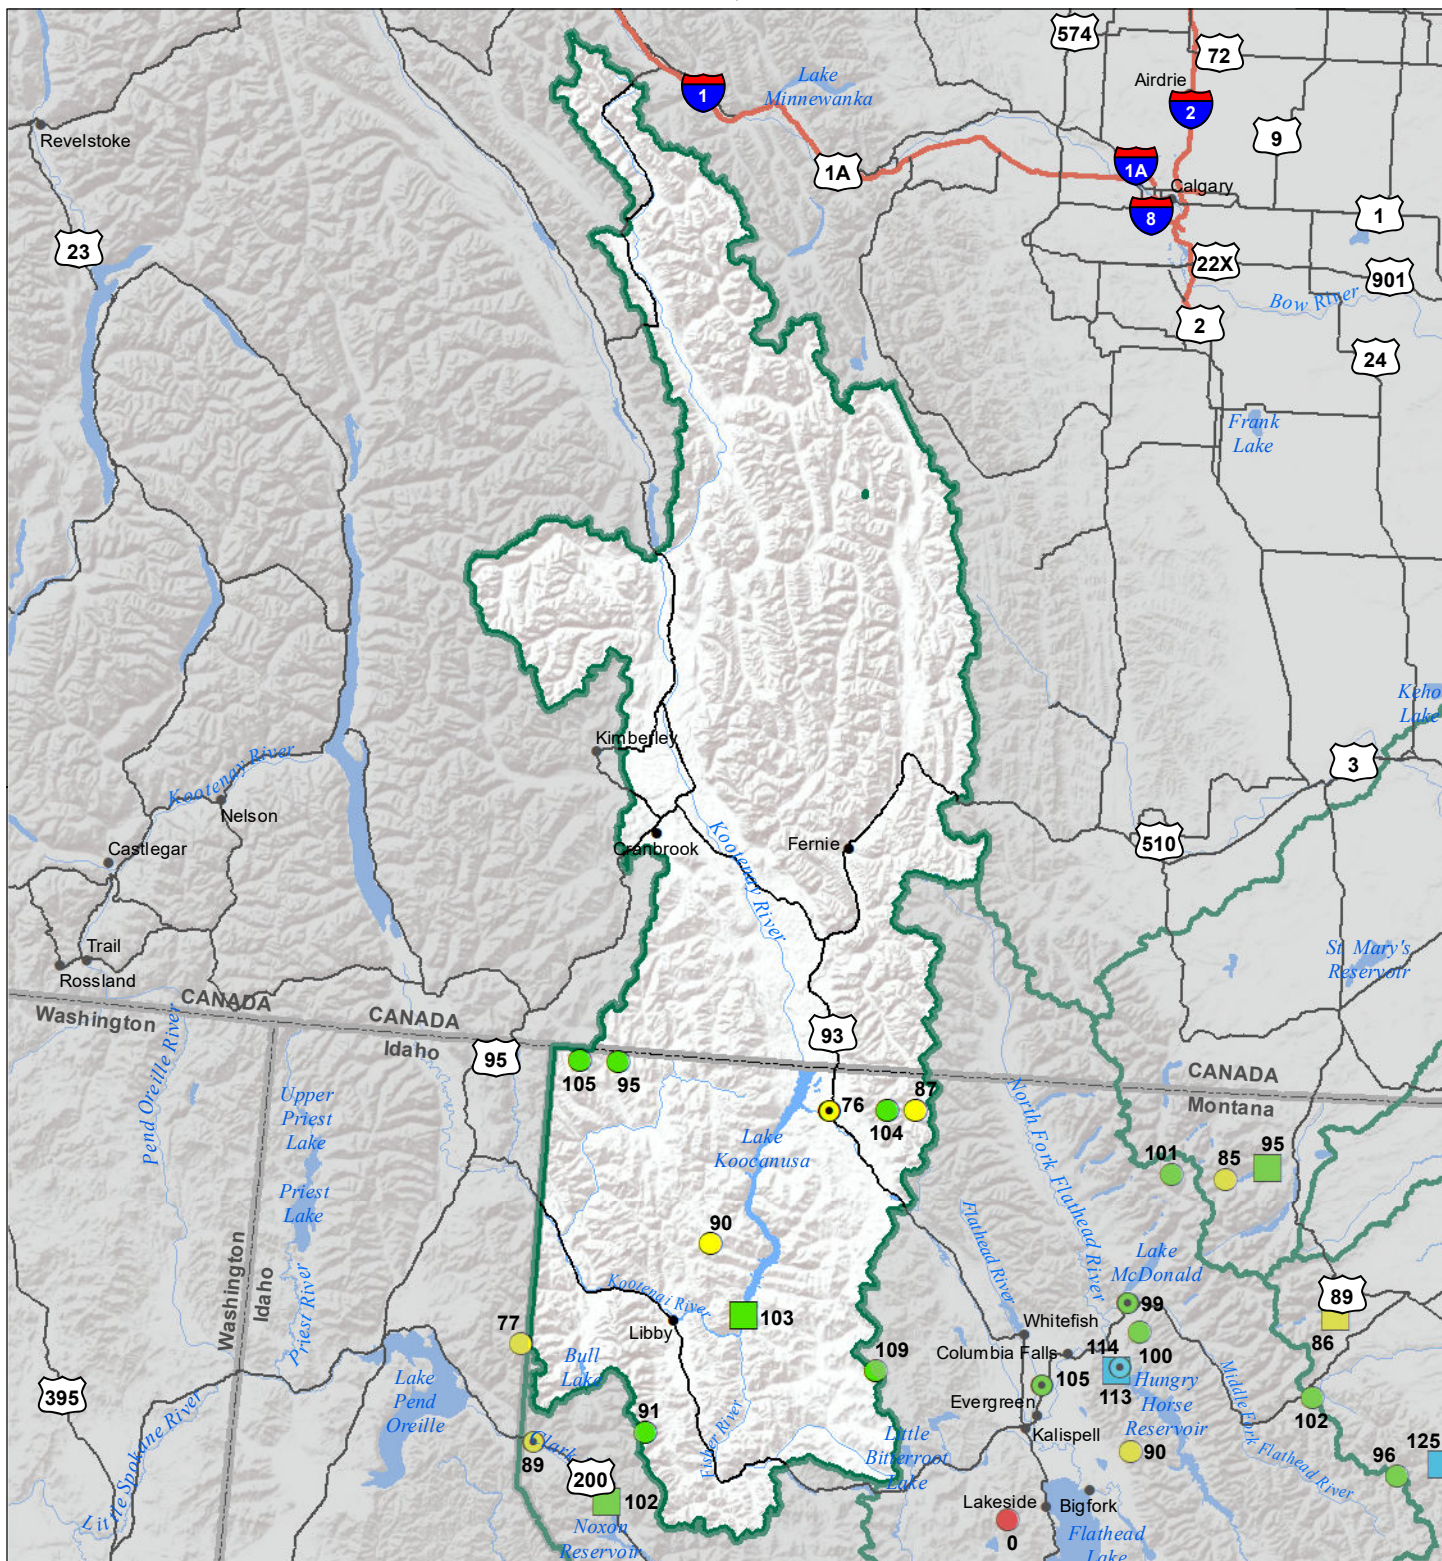 574
72
Lake
Minnewanka
Airdrie
1
2
Revelstoke
9
1A
1A
Calgary
8
1
23
22X
901
Bow River
2
24
Frank
Lake
Keho
Lake
Kimberley
3
Kootenay River
Nelson
Cranbrook
Kootenay River
Fernie
510
Castlegar
Trail
Rossland
St. Mary's
Reservoir
CANADA
Washington
CANADA
Idaho
95
93
CANADA
Montana
Pend Oreille River
Upper
Priest
Lake
105
95
76
87
104
Lake
Koocanusa
North Fork Flathead River
101
85
95
Priest
Lake
90
Flathead River
Lake
McDonald
Washington
Idaho
Priest River
Kootenai River
103
Libby
99
89
86
77
Whitefish
Columbia Falls
114
100
113
Hungry
Horse
Reservoir
Bull
Lake
109
105
Middle Fork Flathead River
102
395
Lake
Pend
Oreille
91
Evergreen
Kalispell
90
Little Spokane River
Clark
89
Fisher River
Little
Bitterroot
Lake
96
125
200
102
Noxon
Reservoir
Lakeside
0
Bigfork
Flathead
Lake